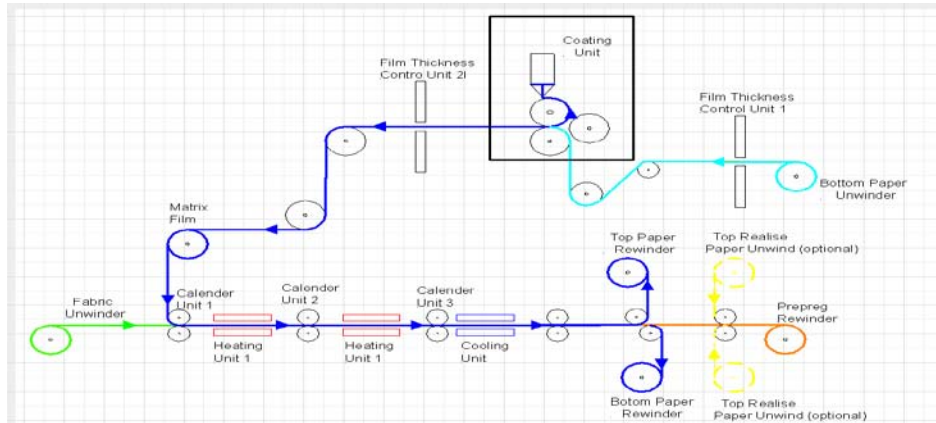 Coating
Unit
Film Thickness
Contro Unit 2l
Film Thickness
Control Unit 1
Bottom Paper
Unwinder
Matrix
Film
Top Paper
Rewinder
Top Realise
Paper Unwind (optional)
Fabric
Unwinder
Calender
Unit 1
Calender
Unit 2
Calender
Unit 3
Prepreg
Rewinder
Heating
Unit 1
Heating
Unit 1
Cooling
Unit
Botom Paper
Rewinder
Top Realise
Paper Unwind (optional)